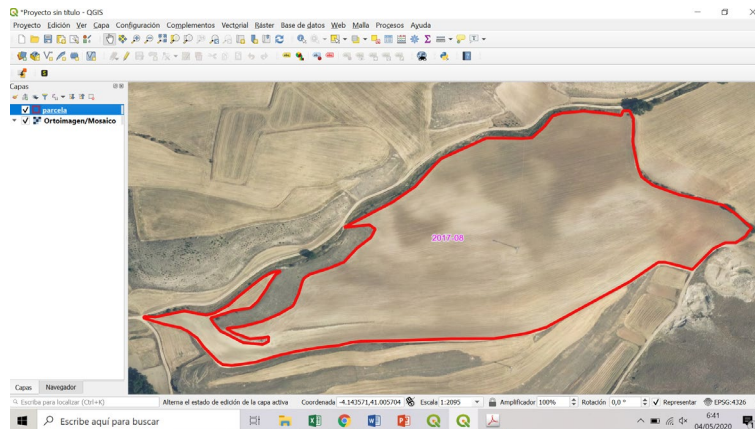 *Proyecto sin título - QGIS
Proyecto Edición Ver Capa Configuración Complementos Vectorial Ráster Base de datos Web Malla Procesos Ayuda
Capas
parcela
Ortoimagen/Mosaico
2017-08
Capas Navegador
Escriba para localizar (Ctrl+K) Alterna el estado de edición de la capa activa Coordenada -4.143571,41.005704 Escala 1:2095 Amplificador 100% Rotación 0,0 ° Representar EPSG:4326
Escribe aquí para buscar
6:41
04/05/2020